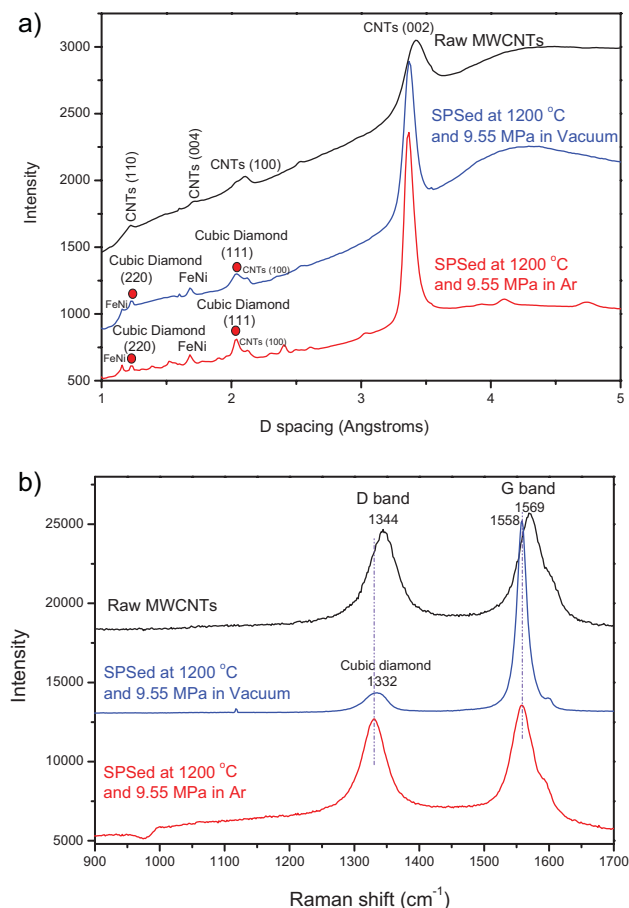 a)
CNTs (002)
Raw MWCNTs
3000
SPSed at 1200 °C
and 9.55 MPa in Vacuum
2500
CNTs (110)
CNTs (004)
CNTs (100)
2000
Intensity
1500
Cubic Diamond
(111)
Cubic Diamond
(220)
FeNi
CNTs (100)
FeNi
SPSed at 1200 °C
and 9.55 MPa in Ar
1000
Cubic Diamond
(111)
Cubic Diamond
(220)
FeNi
CNTs (100)
FeNi
500
1 2 3 4 5
D spacing (Angstroms)
b)
D band
1344
G band
1569
1558
25000
Raw MWCNTs
20000
Intensity
SPSed at 1200 °C
and 9.55 MPa in Vacuum
Cubic diamond
1332
15000
SPSed at 1200 °C
and 9.55 MPa in Ar
10000
5000
900 1000 1100 1200 1300 1400 1500 1600 1700
Raman shift (cm⁻¹)